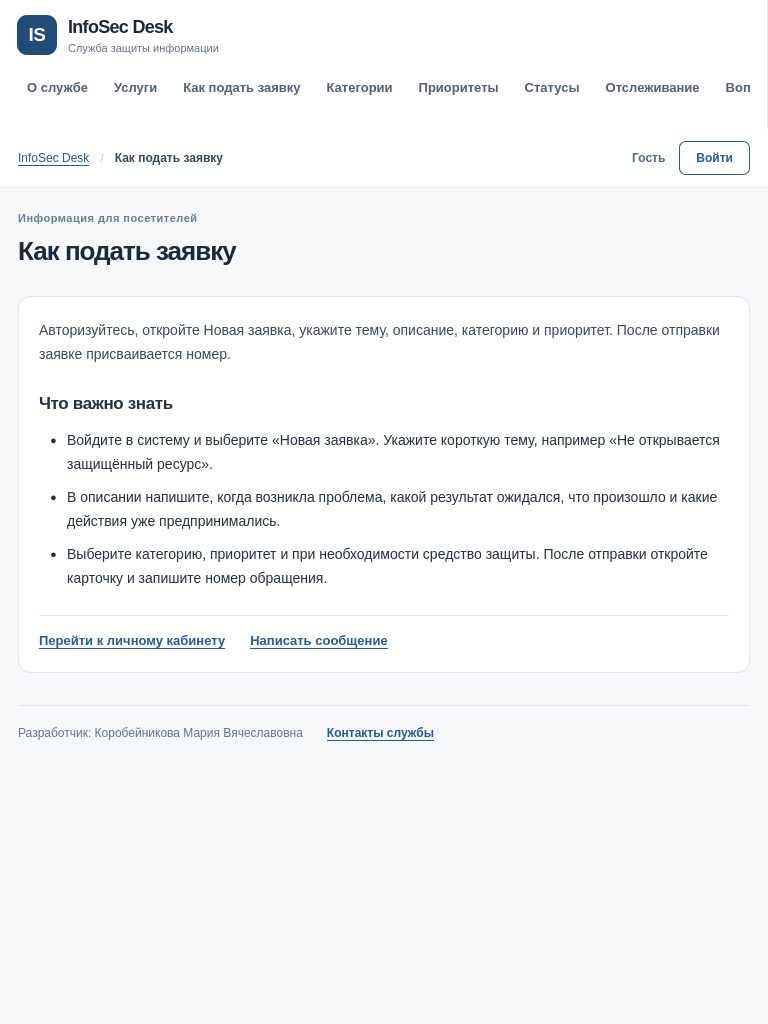 IS
InfoSec Desk
Служба защиты информации
О службе Услуги Как подать заявку Категории Приоритеты Статусы Отслеживание Воп
InfoSec Desk / Как подать заявку Гость Войти
Информация для посетителей
Как подать заявку
Авторизуйтесь, откройте Новая заявка, укажите тему, описание, категорию и приоритет. После отправки
заявке присваивается номер.
Что важно знать
• Войдите в систему и выберите «Новая заявка». Укажите короткую тему, например «Не открывается
защищённый ресурс».
• В описании напишите, когда возникла проблема, какой результат ожидался, что произошло и какие
действия уже предпринимались.
• Выберите категорию, приоритет и при необходимости средство защиты. После отправки откройте
карточку и запишите номер обращения.
Перейти к личному кабинету Написать сообщение
Разработчик: Коробейникова Мария Вячеславовна Контакты службы